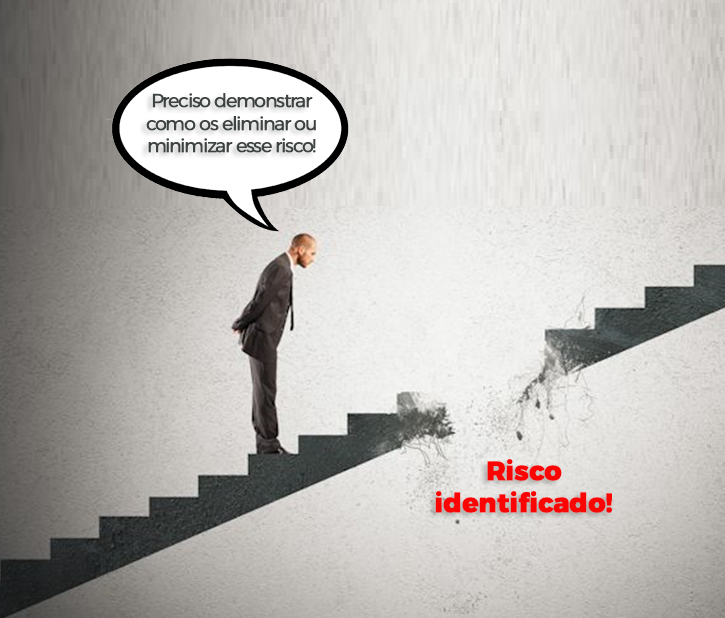 Preciso demonstrar
como os eliminar ou
minimizar esse risco!
Risco
identificado!